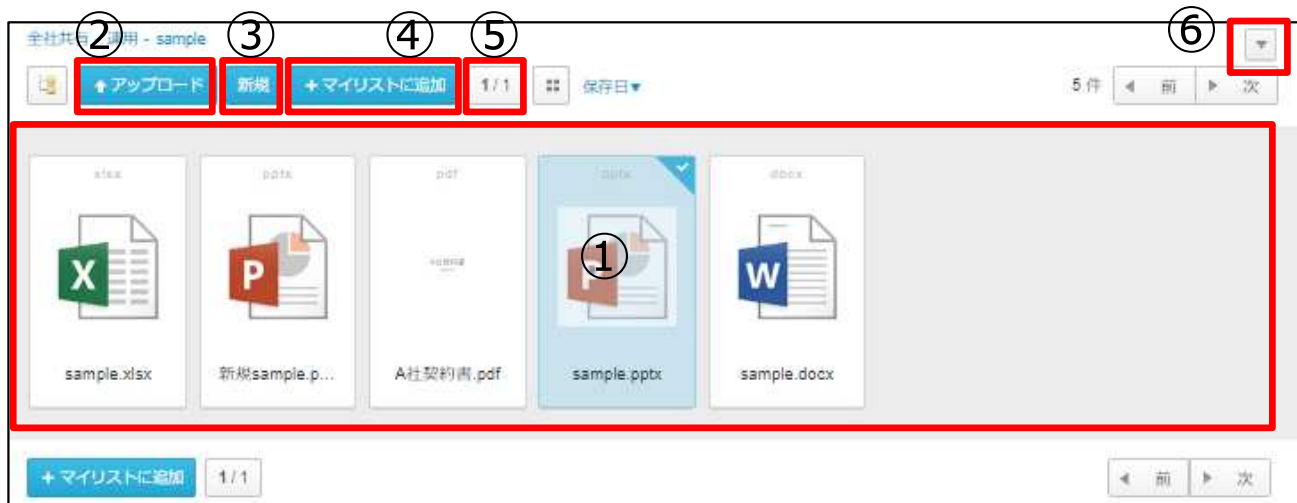 ② ③ ④ ⑤ ⑥
全社共有 運用 - sample
アップロード 新規 +マイリストに追加 1/1 保存日▼ 5 件 前 次
xlsx pptx pdf pptx docx
①
sample.xlsx 新規sample.p... A社契約書.pdf sample.pptx sample.docx
+マイリストに追加 1/1 前 次